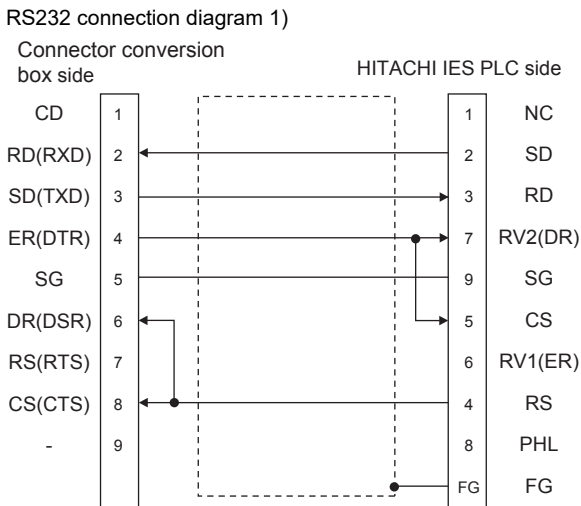 RS232 connection diagram 1)
Connector conversion
box side
HITACHI IES PLC side
CD 1 1 NC
RD(RXD) 2 2 SD
SD(TXD) 3 3 RD
ER(DTR) 4 7 RV2(DR)
SG 5 9 SG
DR(DSR) 6 5 CS
RS(RTS) 7 6 RV1(ER)
CS(CTS) 8 4 RS
- 9 8 PHL
FG FG